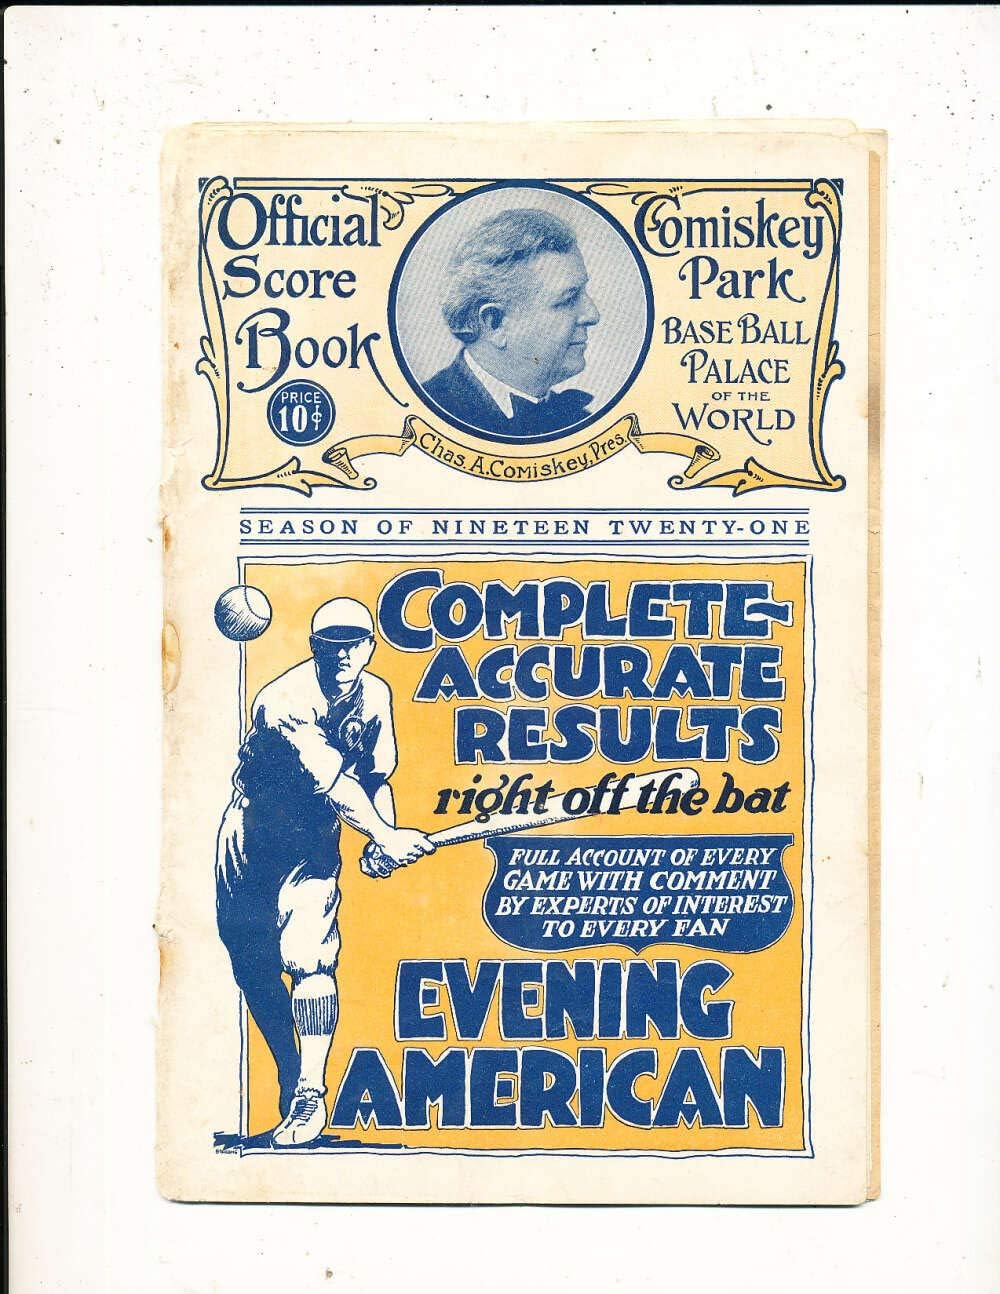 Official
Score
Book
PRICE
10¢
Comiskey
Park
BASE BALL
PALACE
OF THE
WORLD
Chas. A. Comiskey, Pres.
SEASON OF NINETEEN TWENTY-ONE
COMPLETE-
ACCURATE
RESULTS
right off the bat
FULL ACCOUNT OF EVERY
GAME WITH COMMENT
BY EXPERTS OF INTEREST
TO EVERY FAN
EVENING
AMERICAN